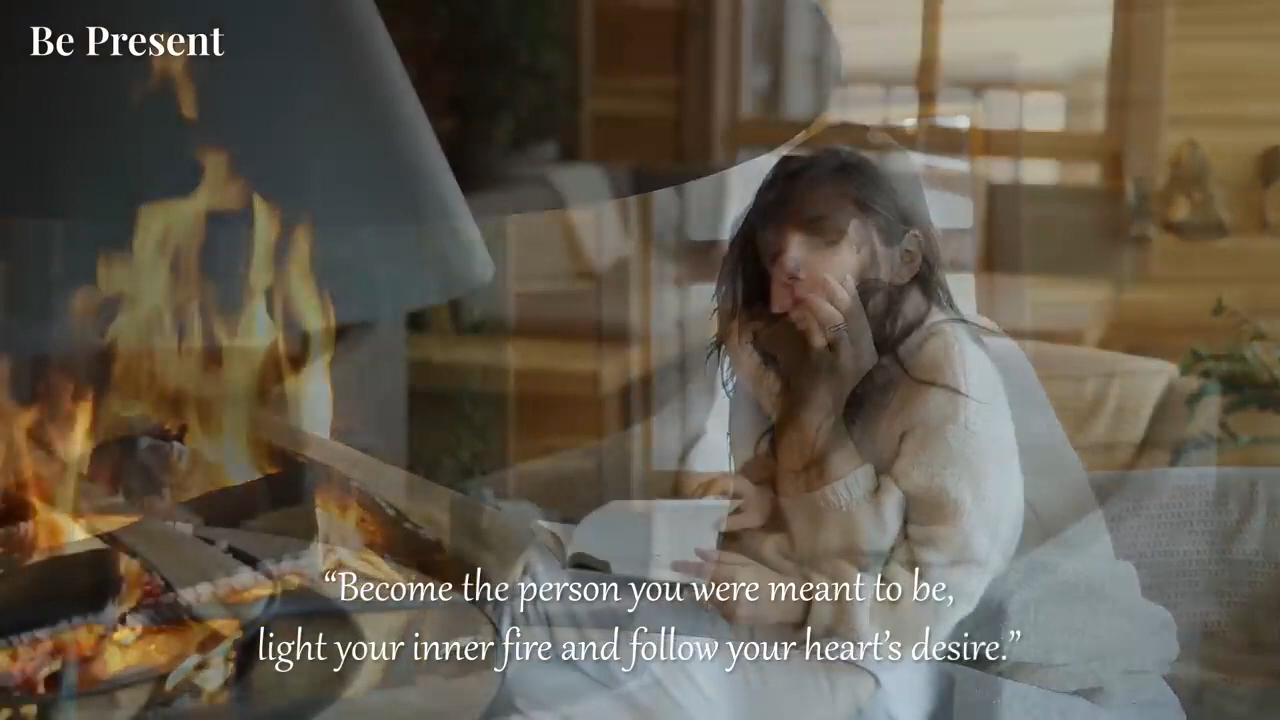 Be Present
“Become the person you were meant to be,
light your inner fire and follow your heart’s desire.”